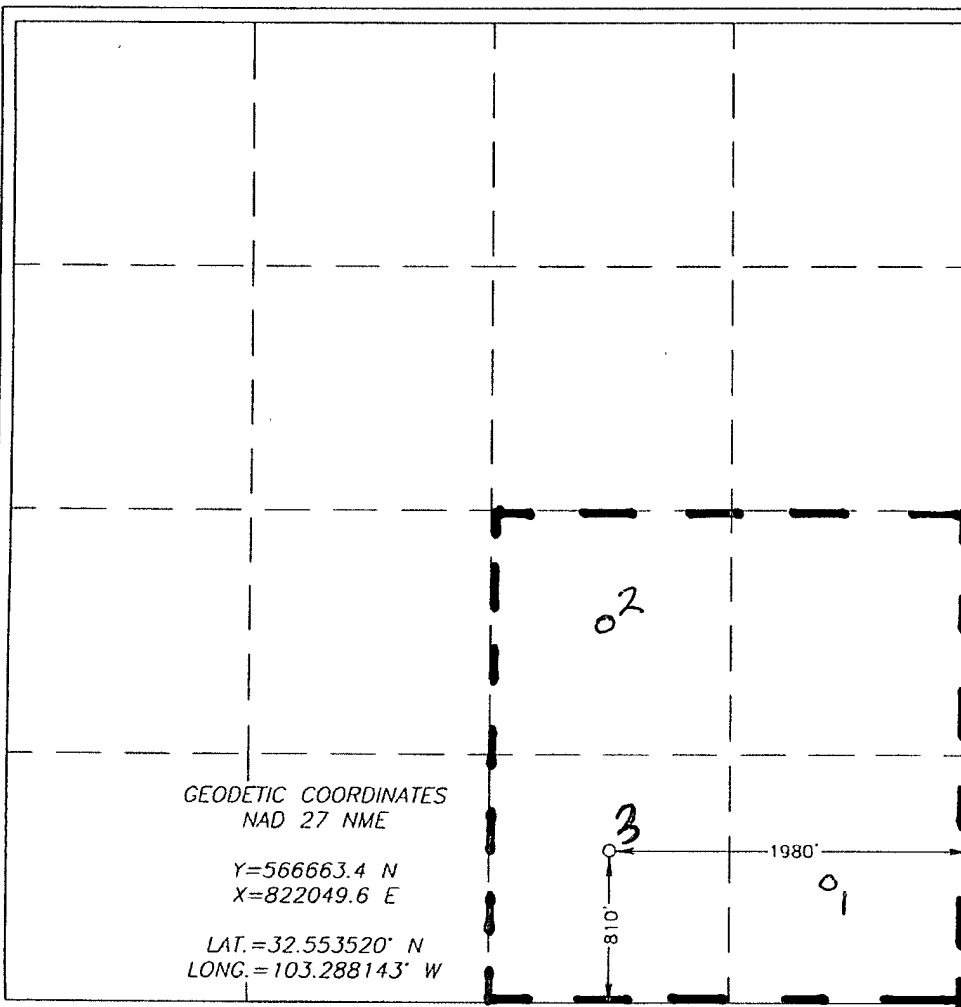 2
GEODETIC COORDINATES
NAD 27 NME
3
Y=566663.4 N
1980'
X=822049.6 E
1
810'
LAT.=32.553520° N
LONG.=103.288143° W